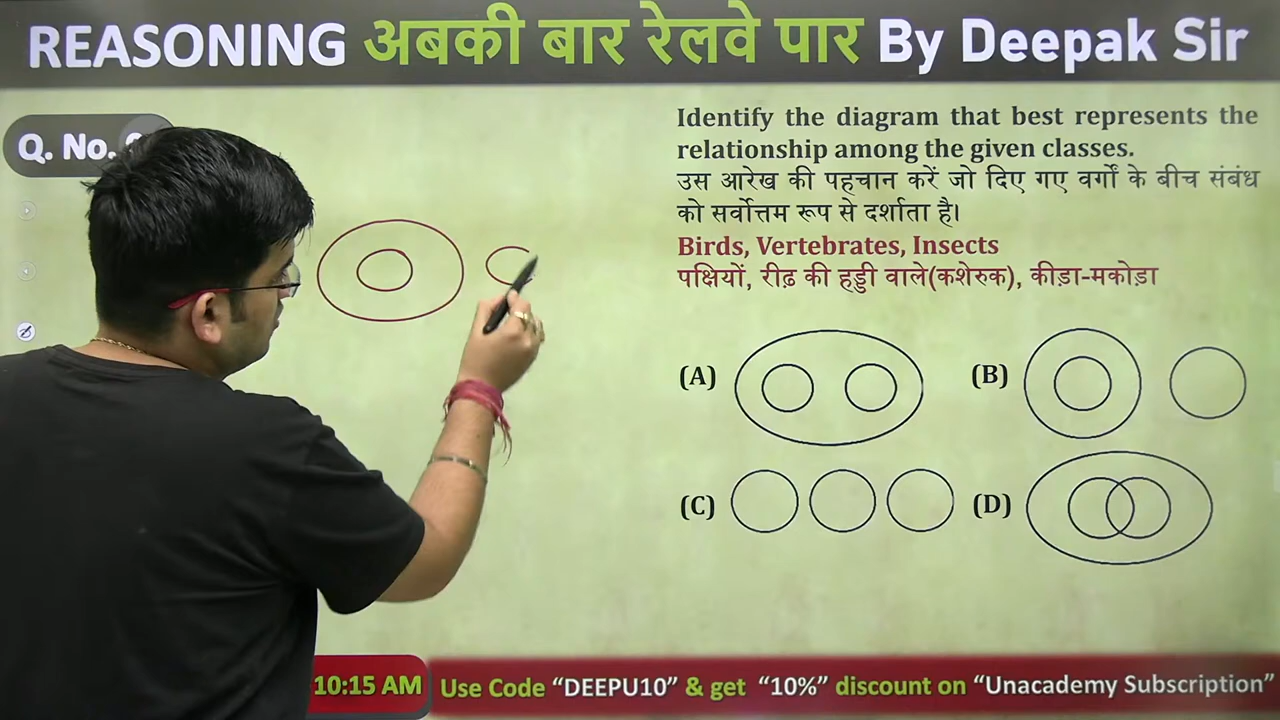 REASONING अबकी बार रेलवे पार By Deepak Sir
Q. No.
Identify the diagram that best represents the
relationship among the given classes.
उस आरेख की पहचान करें जो दिए गए वर्गों के बीच संबंध
को सर्वोत्तम रूप से दर्शाता है।
Birds, Vertebrates, Insects
पक्षियों, रीढ़ की हड्डी वाले(कशेरुक), कीड़ा-मकोड़ा
(A)
(B)
(C)
(D)
10:15 AM
Use Code “DEEPU10” & get “10%” discount on “Unacademy Subscription”